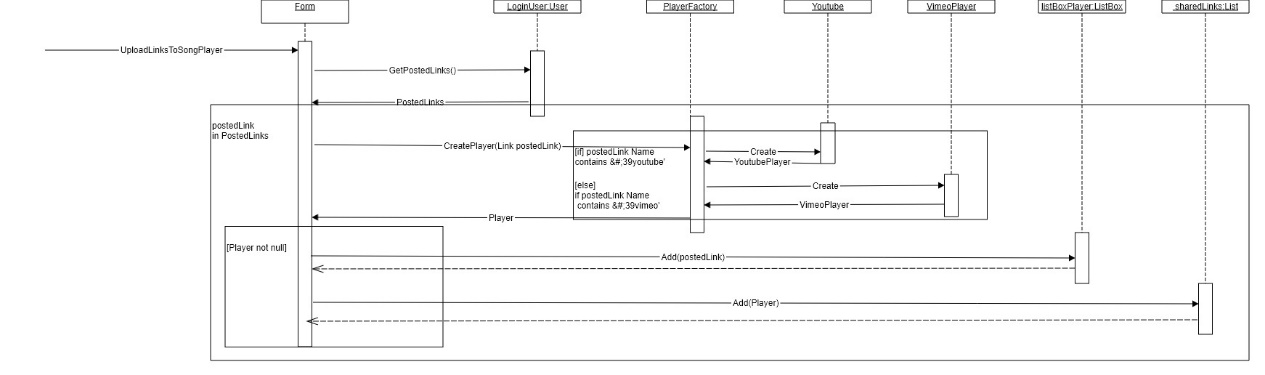 Form
LoginUser:User
PlayerFactory
Youtube
VimeoPlayer
listBoxPlayer:ListBox
sharedLinks:List
UploadLinksToSongPlayer
GetPostedLinks()
PostedLinks
postedLink
in PostedLinks
CreatePlayer(Link postedLink)
[if] postedLink Name
contains &#;39youtube'
Create
YoutubePlayer
[else]
if postedLink Name
contains &#;39vimeo'
Create
VimeoPlayer
Player
[Player not null]
Add(postedLink)
Add(Player)